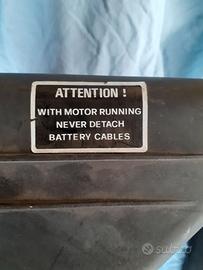 ATTENTION !
WITH MOTOR RUNNING
NEVER DETACH
BATTERY CABLES
subito